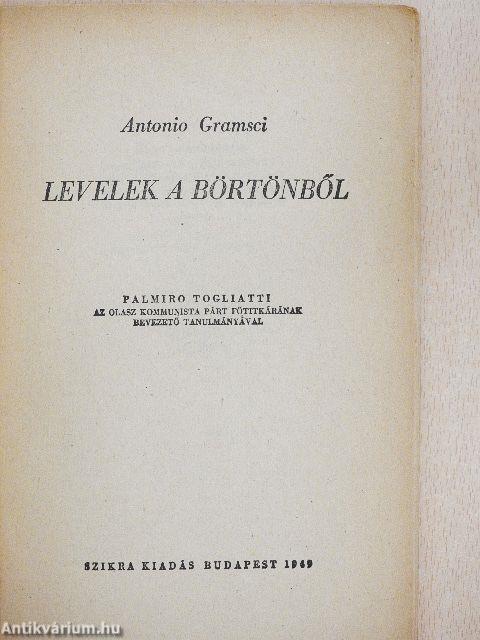 Antonio Gramsci
LEVELEK A BÖRTÖNBŐL
PALMIRO TOGLIATTI
AZ OLASZ KOMMUNISTA PÁRT FŐTITKÁRÁNAK
BEVEZETŐ TANULMÁNYÁVAL
SZIKRA KIADÁS BUDAPEST 1949
Antikvárium.hu